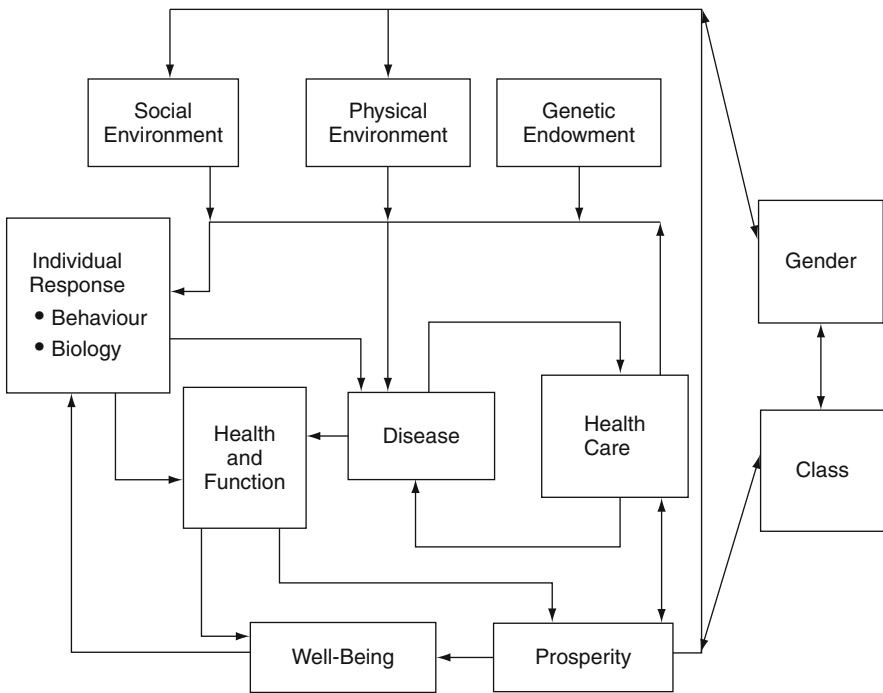 Social
Environment
Physical
Environment
Genetic
Endowment
Individual
Response
• Behaviour
• Biology
Gender
Health
and
Function
Disease
Health
Care
Class
Well-Being
Prosperity